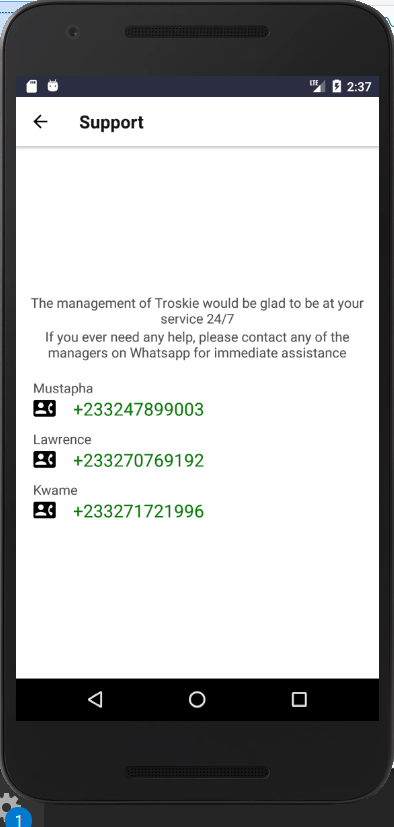 LTE 2:37
Support
The management of Troskie would be glad to be at your
service 24/7
If you ever need any help, please contact any of the
managers on Whatsapp for immediate assistance
Mustapha
+233247899003
Lawrence
+233270769192
Kwame
+233271721996
1